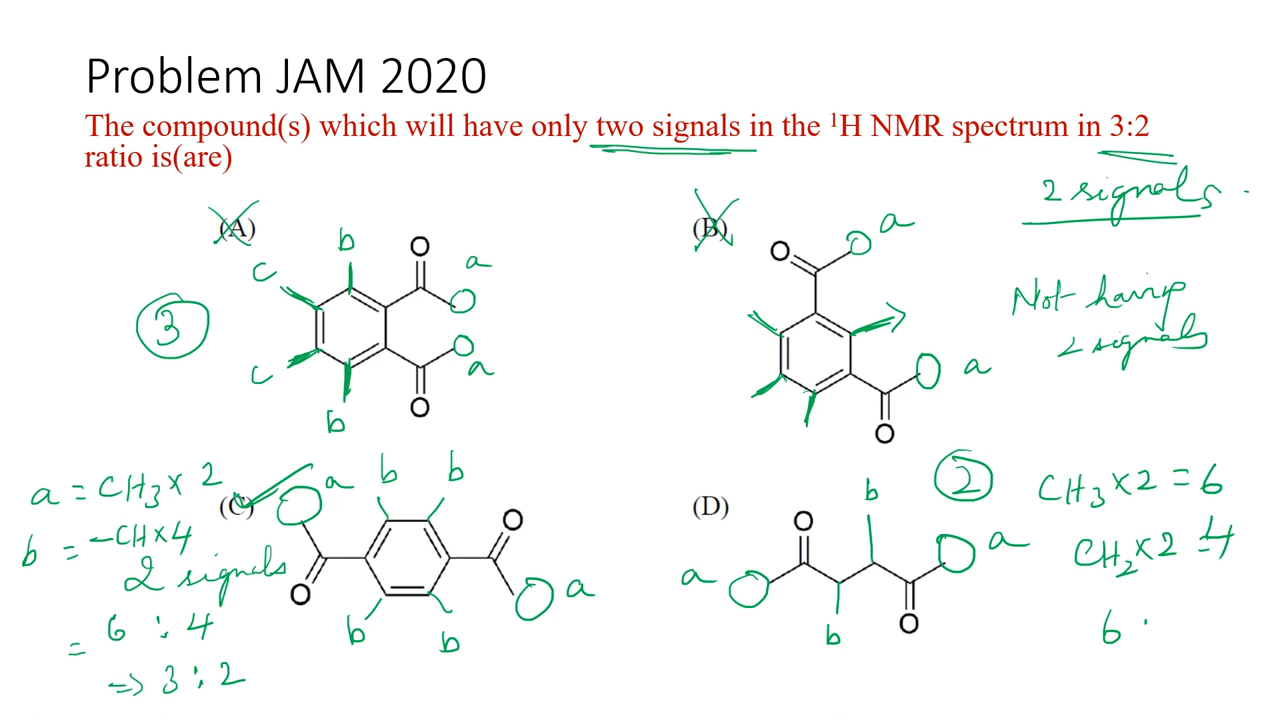 Problem JAM 2020
The compound(s) which will have only two signals in the ¹H NMR spectrum in 3:2
ratio is(are)
2 signals
(A)
b
c
O
a
3
c
O
a
b
O
(B)
O
O
a
O
a
O
Not having
2 signals
a = CH₃ × 2
b = -CH × 4
2 signals
= 6 : 4
⇒ 3 : 2
(C)
O
a
b
b
O
O
b
b
O
a
(D)
2
b
O
a
O
O
a
b
O
CH₃ × 2 = 6
CH₂ × 2 = 4
6 :